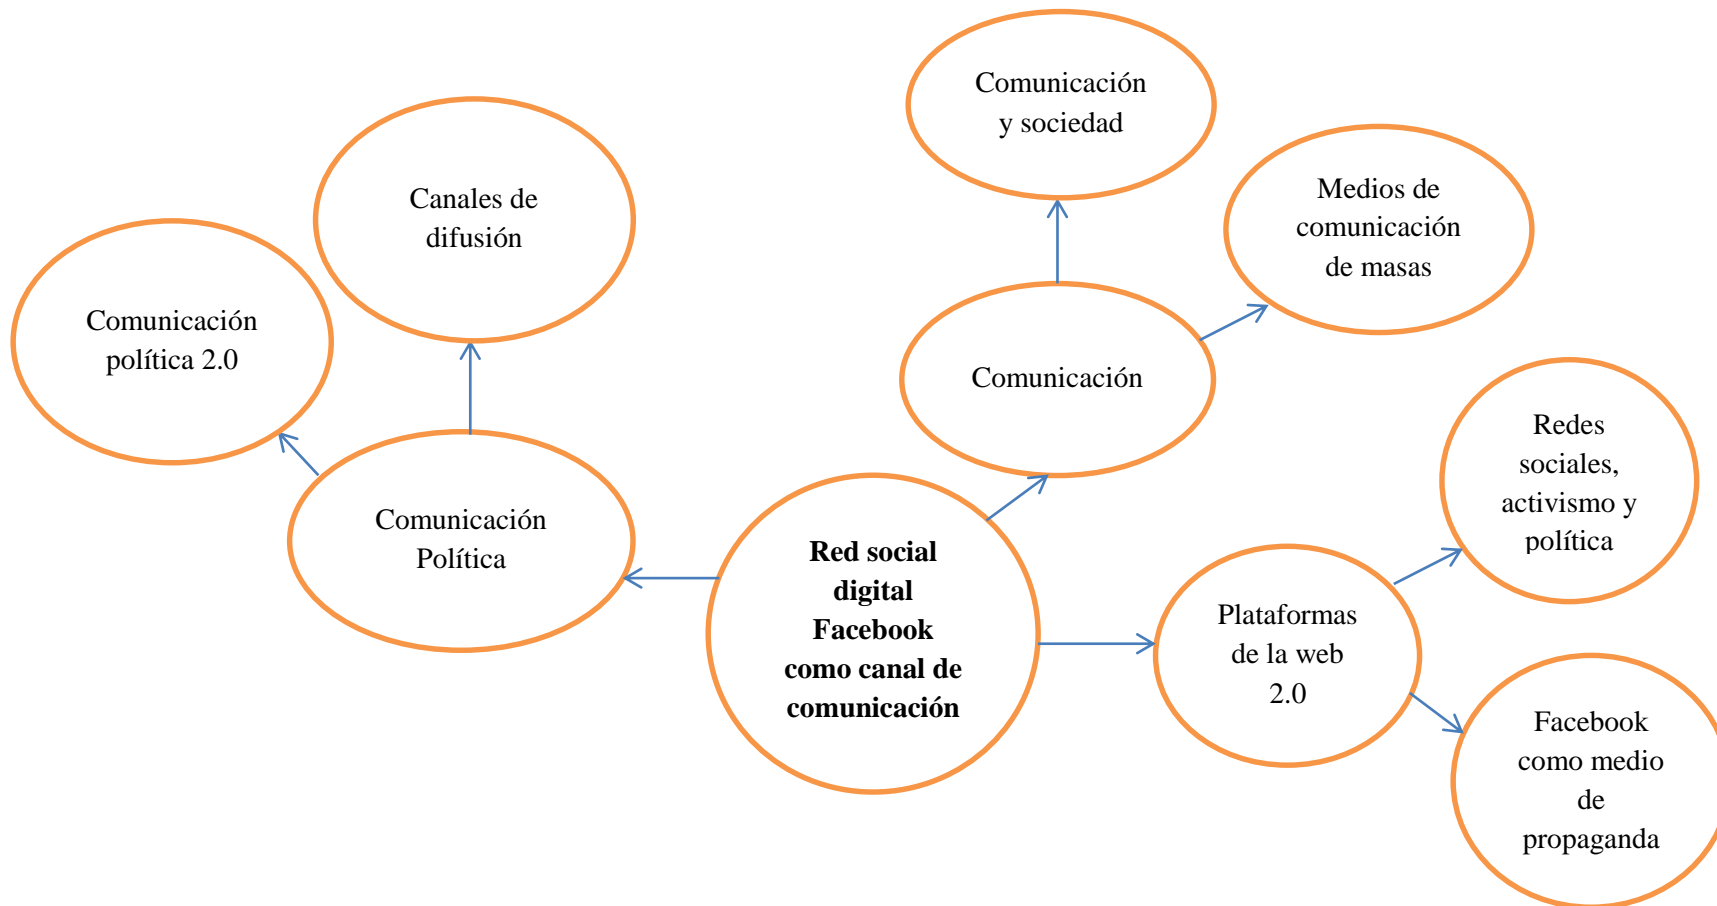 Comunicación
y sociedad
Canales de
difusión
Medios de
comunicación
de masas
Comunicación
política 2.0
Comunicación
Redes
sociales,
activismo y
política
Comunicación
Política
Red social
digital
Facebook
como canal de
comunicación
Plataformas
de la web
2.0
Facebook
como medio
de
propaganda